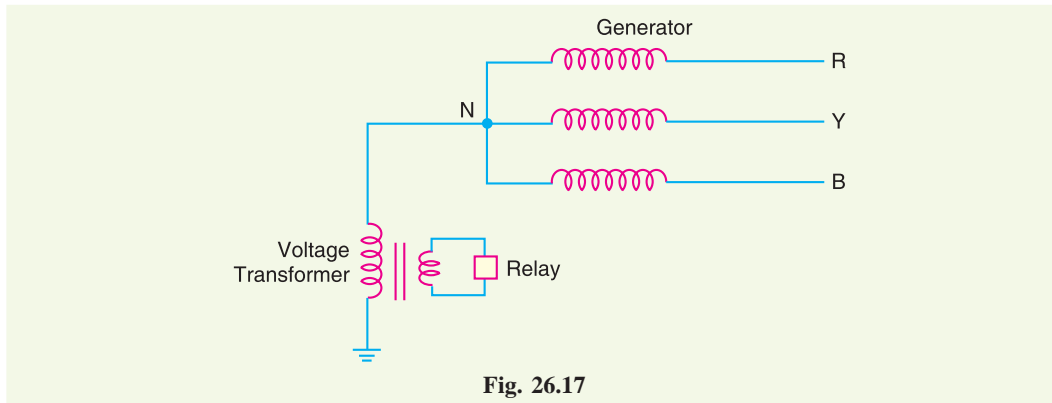 Generator
R
N
Y
B
Voltage
Transformer
Relay
Fig. 26.17